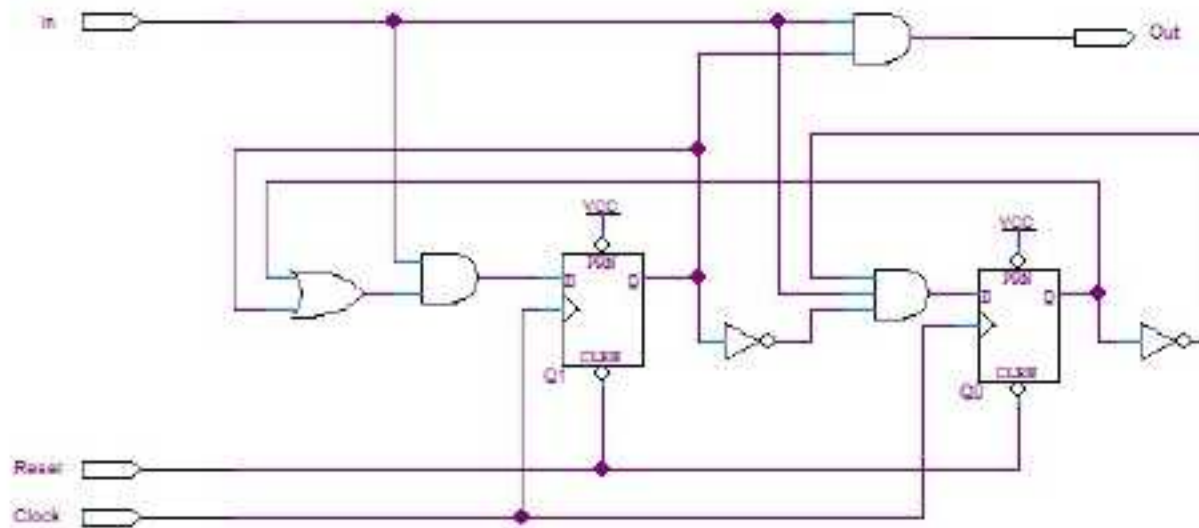 In
Out
VCC
VCC
PRN
D Q
PRN
D Q
CLRN
Q1
CLRN
Q0
Reset
Clock